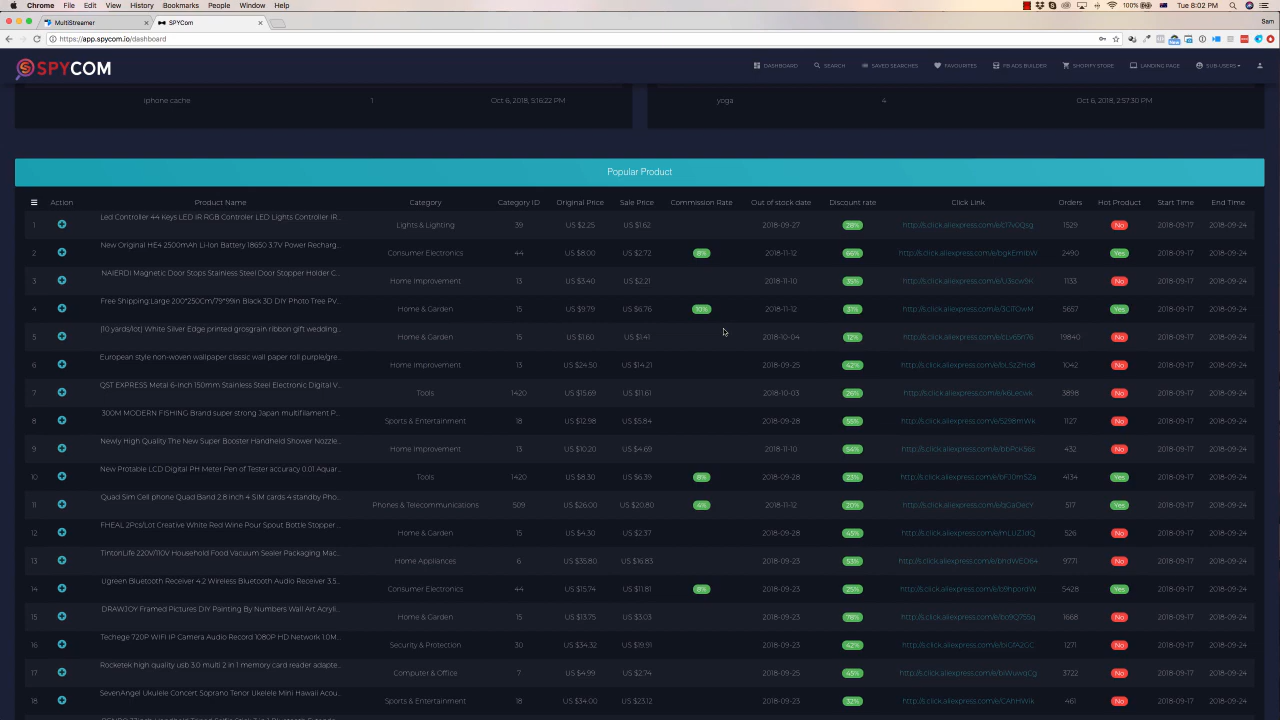 Chrome File Edit View History Bookmarks People Window Help 100% Tue 8:02 PM
MultiStreamer SPYCom Sam
https://app.spycom.io/dashboard
SPYCOM DASHBOARD SEARCH SAVED SEARCHES FAVOURITES FB ADS BUILDER SHOPIFY STORE LANDING PAGE SUB USERS
iphone cache 1 Oct 6, 2018, 5:16:22 PM yoga 4 Oct 6, 2018, 2:57:30 PM
Popular Product
Action Product Name Category Category ID Original Price Sale Price Commission Rate Out of stock date Discount rate Click Link Orders Hot Product Start Time End Time
1 Led Controller 44 Keys LED IR RGB Controler LED Lights Controller IR... Lights & Lighting 39 US $2.25 US $1.62 2018-09-27 28% 1529 No 2018-09-17 2018-09-24
2 New Original HE4 2500mAh Li-Ion Battery 18650 3.7V Power Recharg... Consumer Electronics 44 US $8.00 US $2.72 8% 2018-11-10 66% 2490 Yes 2018-09-17 2018-09-24
3 NAIERDI Magnetic Door Stops Stainless Steel Door Stopper Holder C... Home Improvement 13 US $3.40 US $2.21 2018-11-10 35% 1133 No 2018-09-17 2018-09-24
4 Free Shipping:Large 200*250Cm/79*99in Black 3D DIY Photo Tree PV... Home & Garden 15 US $9.79 US $6.76 10% 2018-11-12 31% 5657 Yes 2018-09-17 2018-09-24
5 (10 yards/lot) White Silver Edge printed grosgrain ribbon gift wedding... Home & Garden 15 US $1.60 US $1.41 2018-10-04 12% 19840 No 2018-09-17 2018-09-24
6 European style non-woven wallpaper classic wall paper roll purple/gre... Home Improvement 13 US $24.50 US $14.21 2018-09-25 42% 1042 No 2018-09-17 2018-09-24
7 QST EXPRESS Metal 6-Inch 150mm Stainless Steel Electronic Digital V... Tools 1420 US $15.69 US $11.61 2018-10-03 26% 3898 No 2018-09-17 2018-09-24
8 300M MODERN FISHING Brand super strong Japan multifilament P... Sports & Entertainment 18 US $12.98 US $5.84 2018-09-28 55% 1127 No 2018-09-17 2018-09-24
9 Newly High Quality The New Super Booster Handheld Shower Nozzle... Home Improvement 13 US $10.20 US $4.69 2018-11-10 54% 432 No 2018-09-17 2018-09-24
10 New Protable LCD Digital PH Meter Pen of Tester accuracy 0.01 Aquar... Tools 1420 US $8.30 US $6.39 8% 2018-09-28 23% 4134 Yes 2018-09-17 2018-09-24
11 Quad Sim Cell phone Quad Band 2.8 inch 4 SIM cards 4 standby Pho... Phones & Telecommunications 509 US $26.00 US $20.80 4% 2018-11-12 20% 517 Yes 2018-09-17 2018-09-24
12 FHEAL 2Pcs/Lot Creative White Red Wine Pour Spout Bottle Stopper ... Home & Garden 15 US $4.30 US $2.37 2018-09-28 45% 526 No 2018-09-17 2018-09-24
13 TintonLife 220V/110V Household Food Vacuum Sealer Packaging Mac... Home Appliances 6 US $35.80 US $16.83 2018-09-23 53% 9771 No 2018-09-17 2018-09-24
14 Ugreen Bluetooth Receiver 4.2 Wireless Bluetooth Audio Receiver 3.5... Consumer Electronics 44 US $15.74 US $11.81 8% 2018-09-23 25% 5428 Yes 2018-09-17 2018-09-24
15 DRAWJOY Framed Pictures DIY Painting By Numbers Wall Art Acryli... Home & Garden 15 US $13.75 US $3.03 2018-09-23 78% 1668 No 2018-09-17 2018-09-24
16 Techege 720P WIFI IP Camera Audio Record 1080P HD Network 1.0M... Security & Protection 30 US $34.32 US $19.91 2018-09-23 42% 1271 No 2018-09-17 2018-09-24
17 Rocketek high quality usb 3.0 multi 2 in 1 memory card reader adapte... Computer & Office 7 US $4.99 US $2.74 2018-09-23 45% 3722 No 2018-09-17 2018-09-24
18 SevenAngel Ukulele Concert Soprano Tenor Ukelele Mini Hawaii Acou... Sports & Entertainment 18 US $34.00 US $23.12 2018-09-23 32% 461 No 2018-09-17 2018-09-24